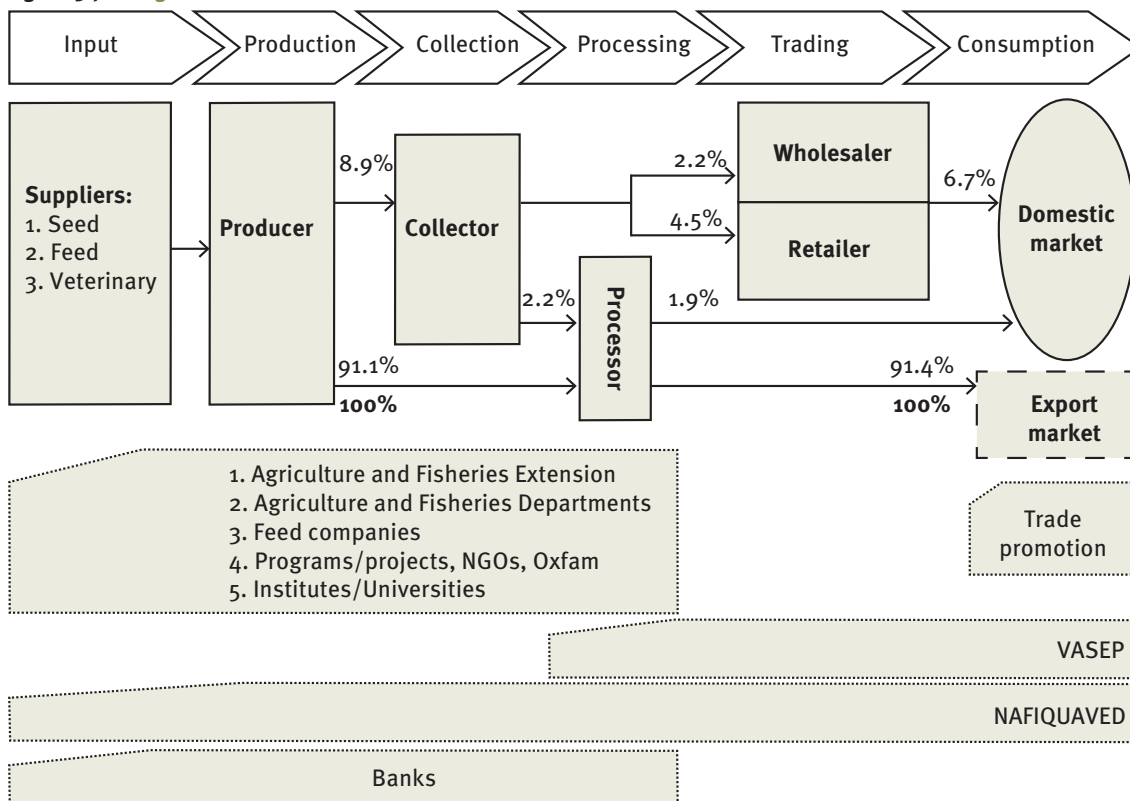 Input
Production
Collection
Processing
Trading
Consumption
Suppliers:
1. Seed
2. Feed
3. Veterinary
Producer
8.9%
Collector
2.2%
4.5%
Wholesaler
Retailer
6.7%
Domestic
market
2.2%
Processor
1.9%
91.1%
100%
91.4%
100%
Export
market
1. Agriculture and Fisheries Extension
2. Agriculture and Fisheries Departments
3. Feed companies
4. Programs/projects, NGOs, Oxfam
5. Institutes/Universities
Trade
promotion
VASEP
NAFIQUAVED
Banks